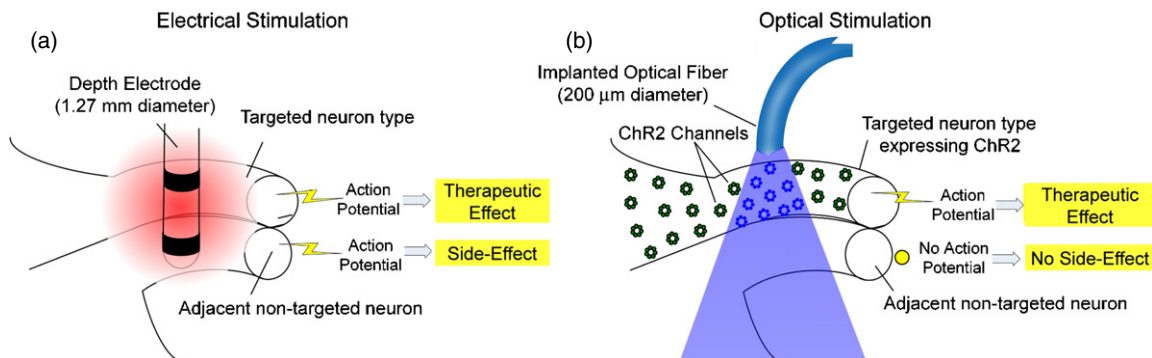 Electrical Stimulation
(a)
Depth Electrode
(1.27 mm diameter)
Targeted neuron type
Action
Potential
Therapeutic
Effect
Action
Potential
Side-Effect
Adjacent non-targeted neuron
Optical Stimulation
(b)
Implanted Optical Fiber
(200 μm diameter)
ChR2 Channels
Targeted neuron type
expressing ChR2
Action
Potential
Therapeutic
Effect
No Action
Potential
No Side-Effect
Adjacent non-targeted neuron